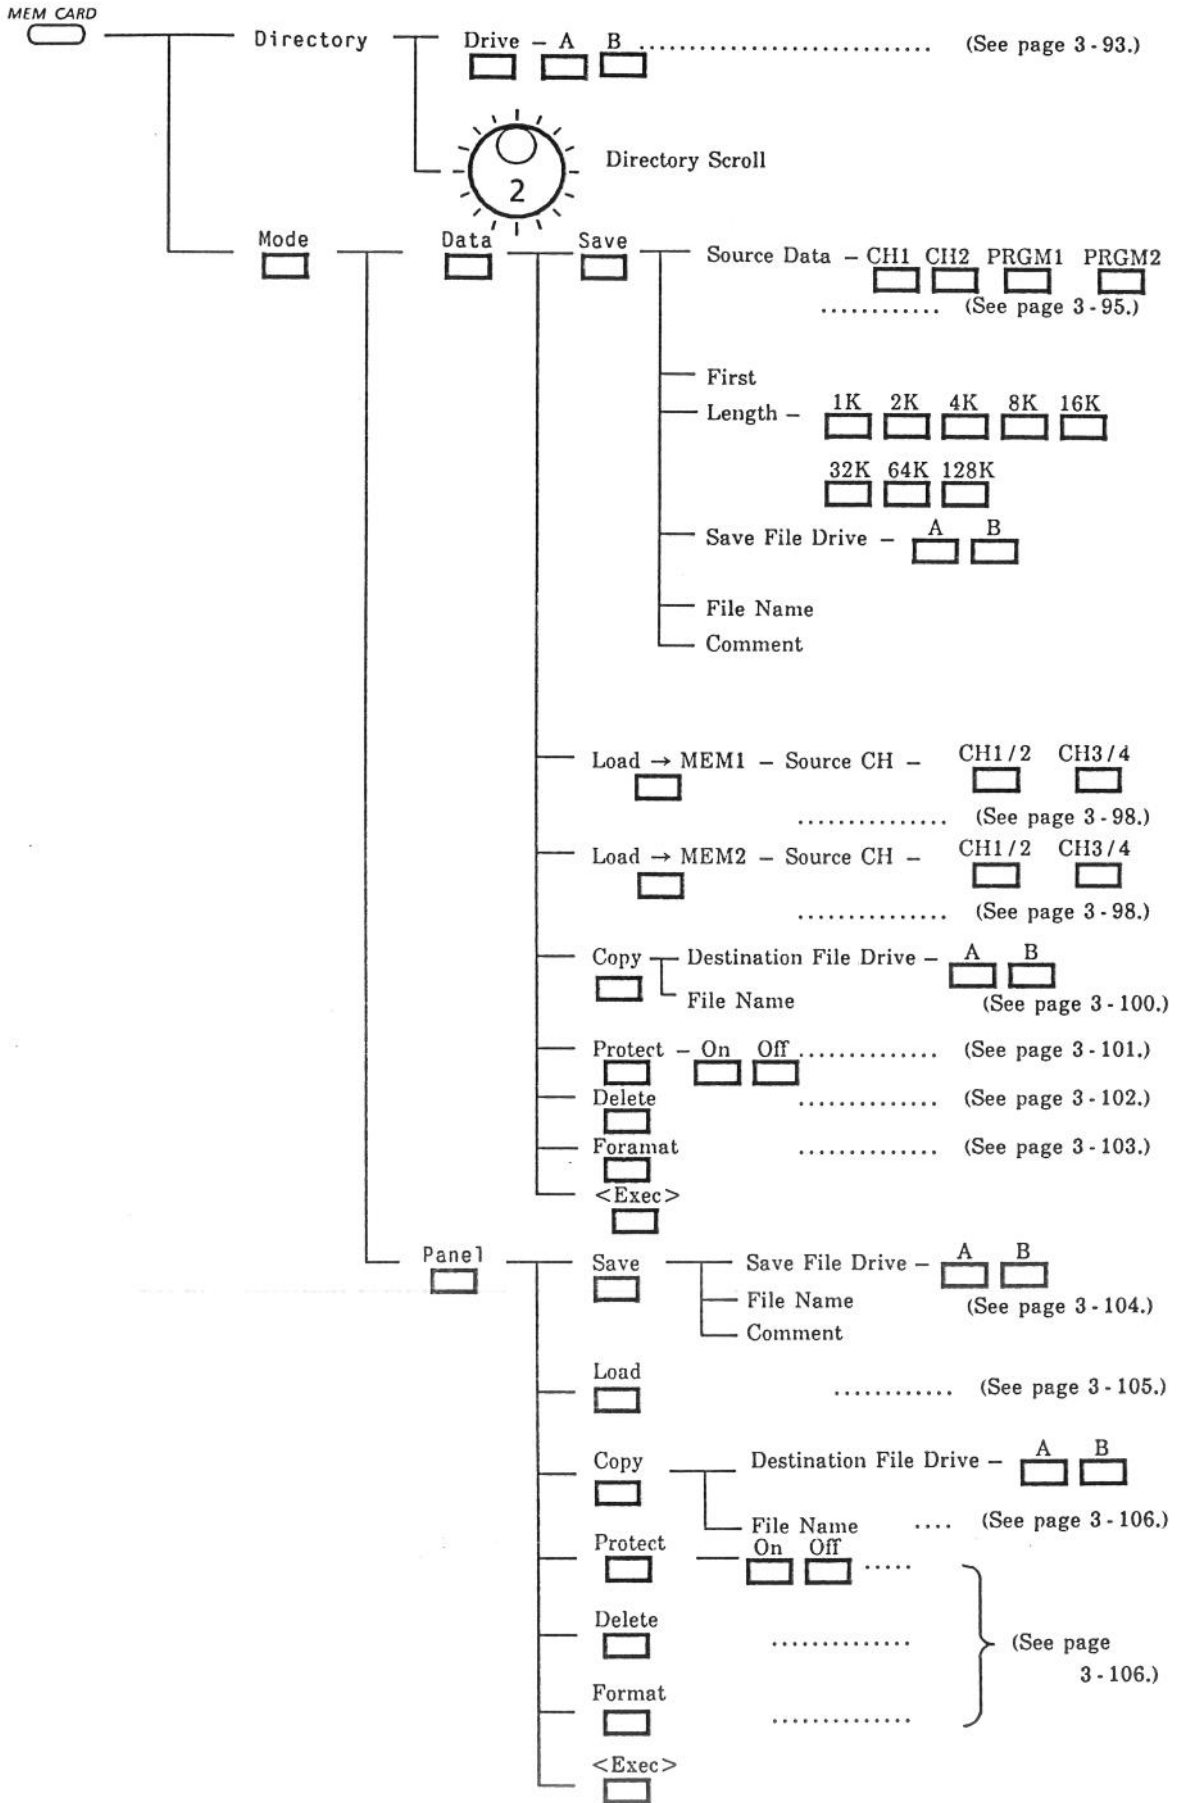 MEM CARD
Directory
Drive – A B .............................. (See page 3 - 93.)
2
Directory Scroll
Mode
Data
Save
Source Data – CH1 CH2 PRGM1 PRGM2
............ (See page 3 - 95.)
First
Length – 1K 2K 4K 8K 16K
32K 64K 128K
Save File Drive – A B
File Name
Comment
Load → MEM1 – Source CH – CH1/2 CH3/4
............... (See page 3 - 98.)
Load → MEM2 – Source CH – CH1/2 CH3/4
............... (See page 3 - 98.)
Copy
Destination File Drive – A B
File Name (See page 3 - 100.)
Protect – On Off .............. (See page 3 - 101.)
Delete .............. (See page 3 - 102.)
Foramat .............. (See page 3 - 103.)
<Exec>
Panel
Save
Save File Drive – A B
File Name (See page 3 - 104.)
Comment
Load ............ (See page 3 - 105.)
Copy
Destination File Drive – A B
File Name .... (See page 3 - 106.)
Protect
On Off .....
Delete ..............
(See page
3 - 106.)
Format ..............
<Exec>